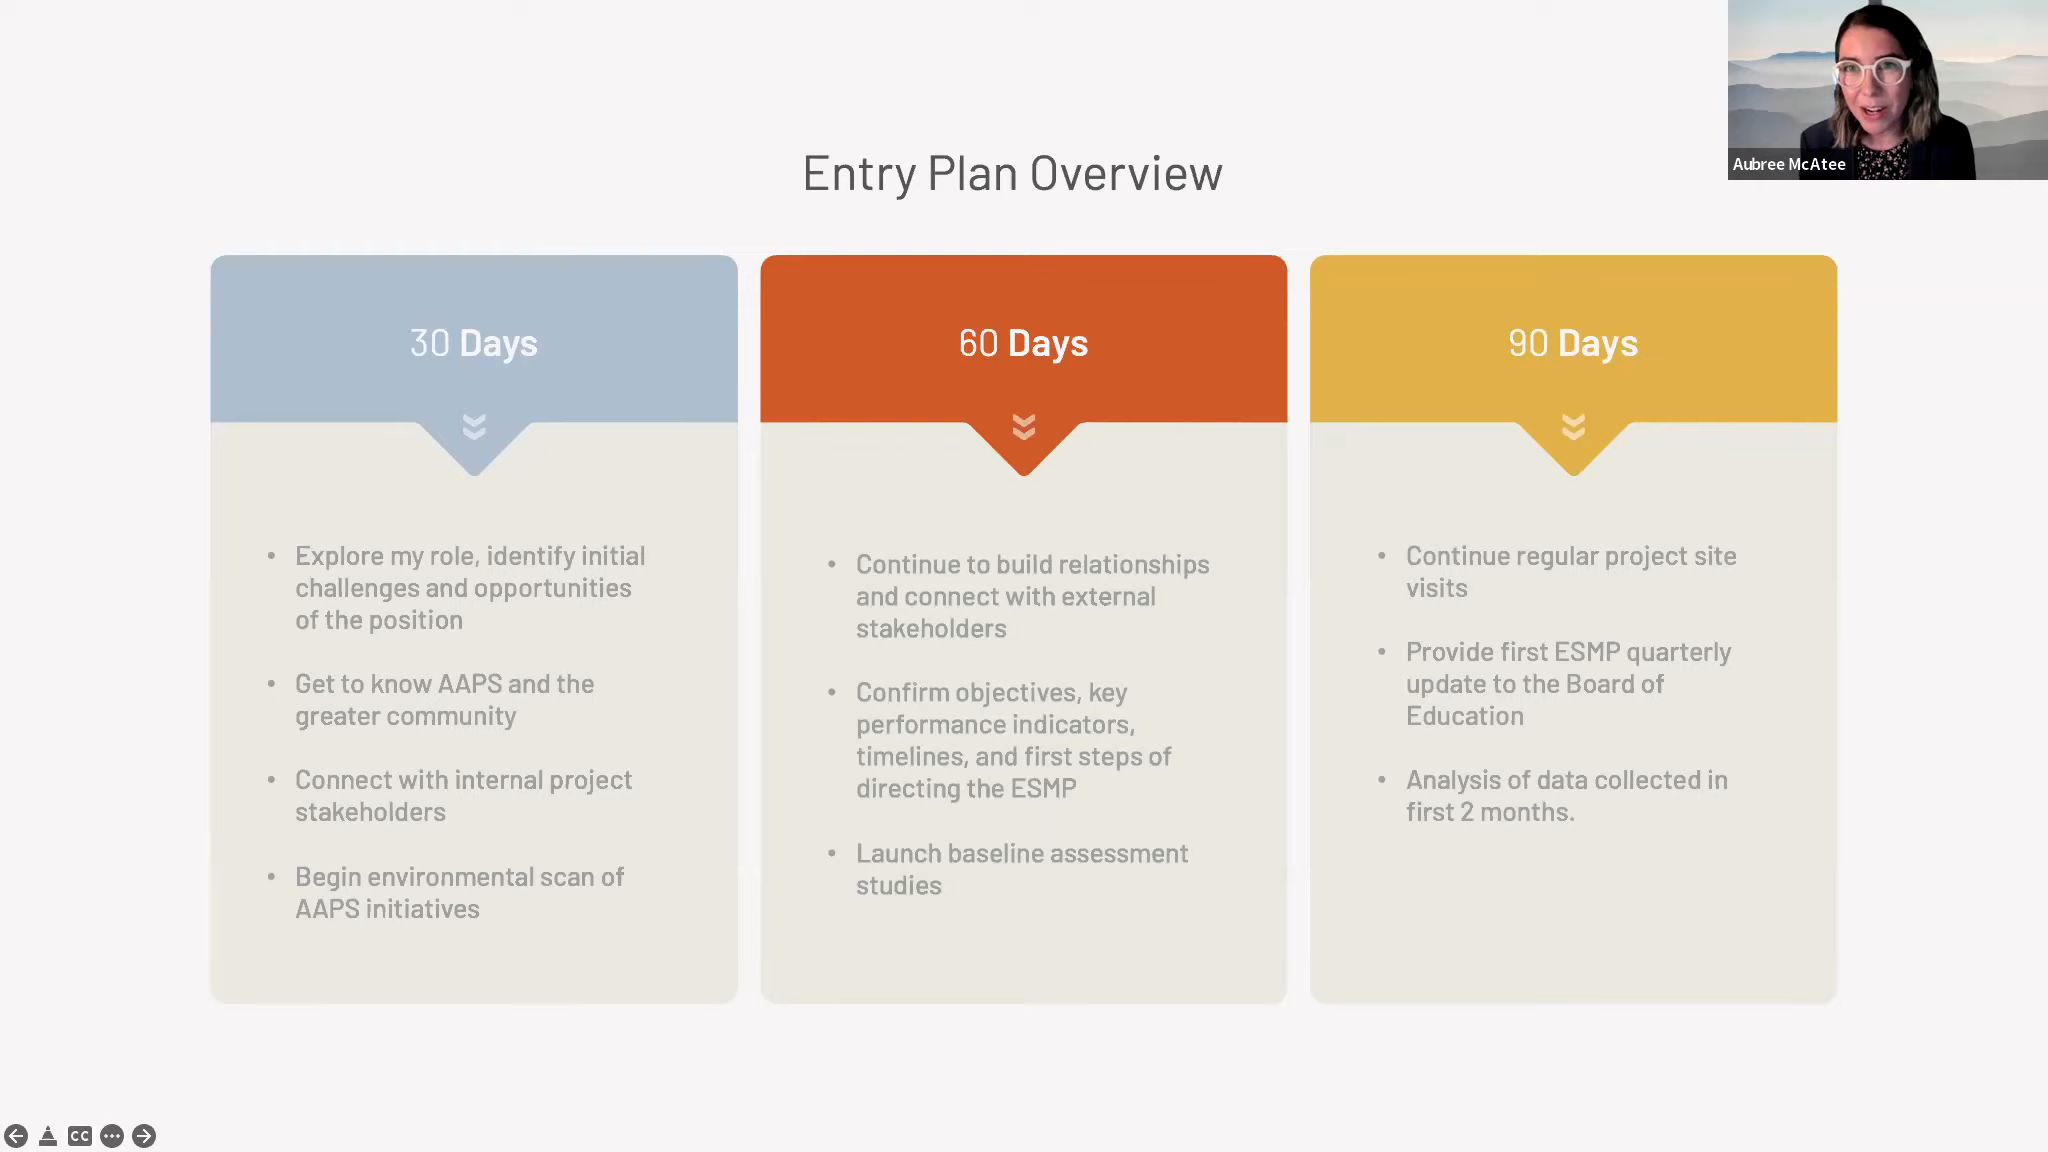 Aubree McAtee
Entry Plan Overview
30 Days
• Explore my role, identify initial
challenges and opportunities
of the position
• Get to know AAPS and the
greater community
• Connect with internal project
stakeholders
• Begin environmental scan of
AAPS initiatives
60 Days
• Continue to build relationships
and connect with external
stakeholders
• Confirm objectives, key
performance indicators,
timelines, and first steps of
directing the ESMP
• Launch baseline assessment
studies
90 Days
• Continue regular project site
visits
• Provide first ESMP quarterly
update to the Board of
Education
• Analysis of data collected in
first 2 months.
CC